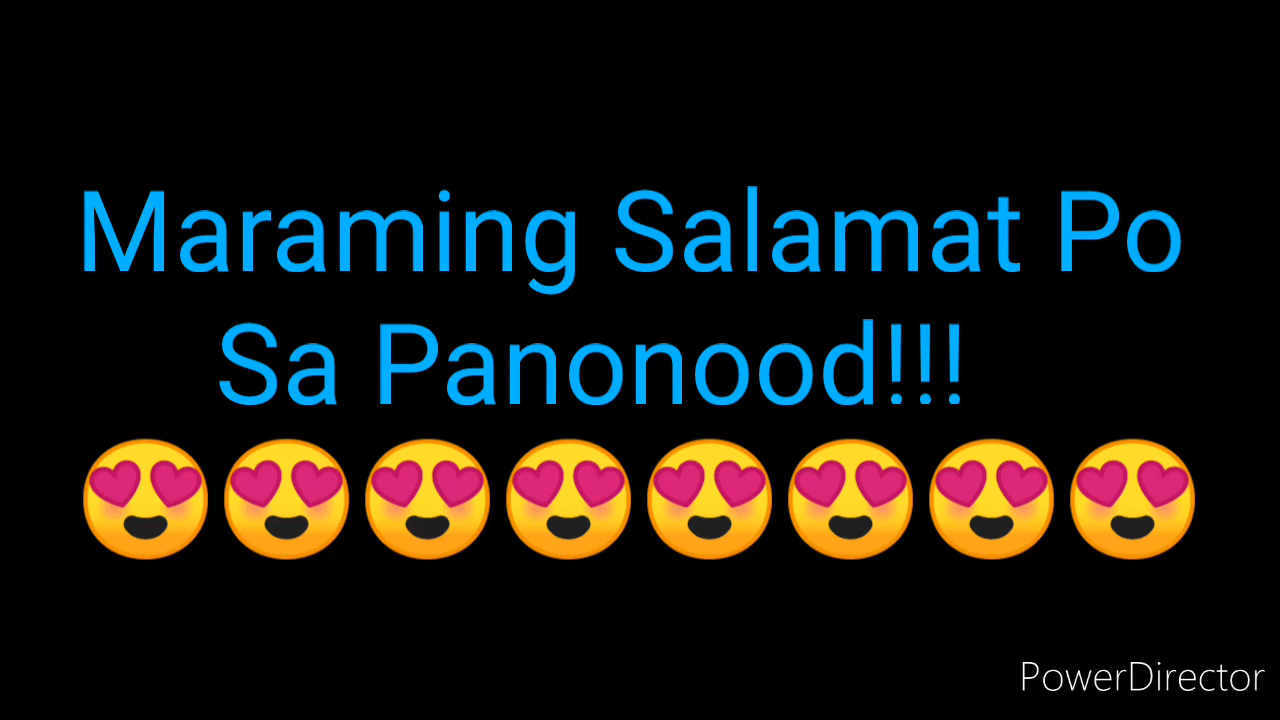 Maraming Salamat Po
Sa Panonood!!!
😍😍😍😍😍😍😍😍
PowerDirector